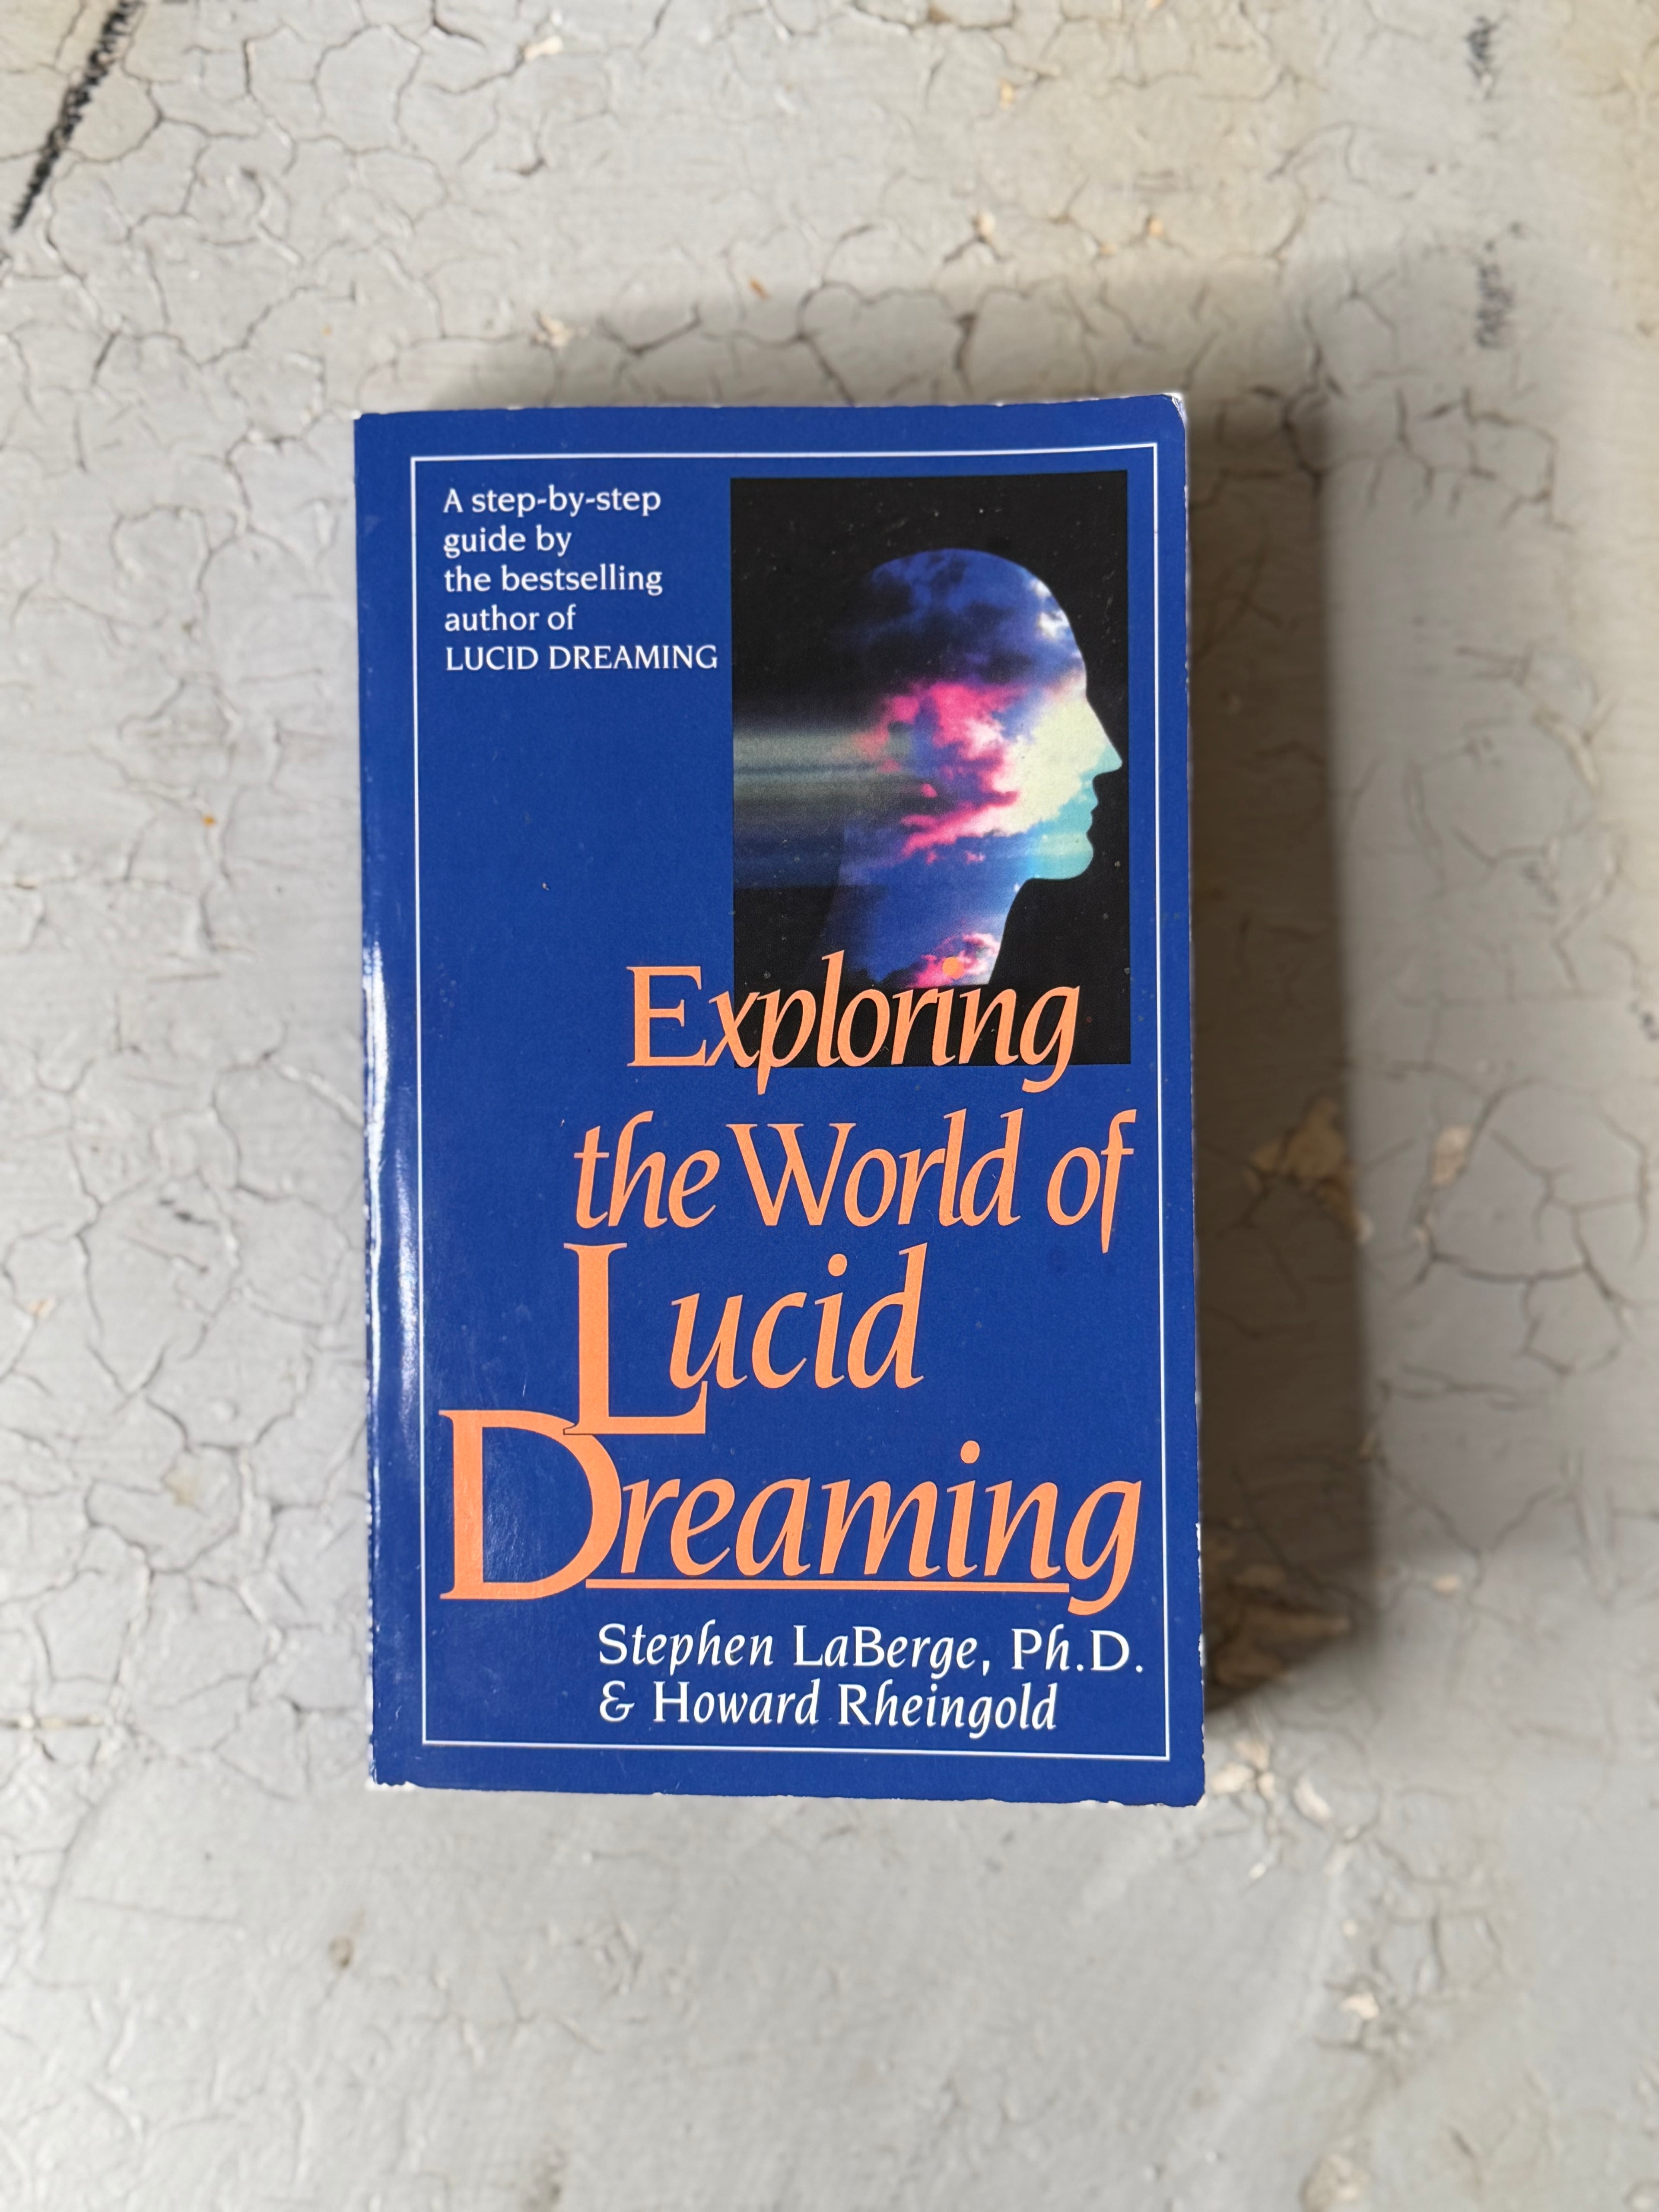 A step-by-step
guide by
the bestselling
author of
LUCID DREAMING
Exploring
the World of
Lucid
Dreaming
Stephen LaBerge, Ph.D.
& Howard Rheingold